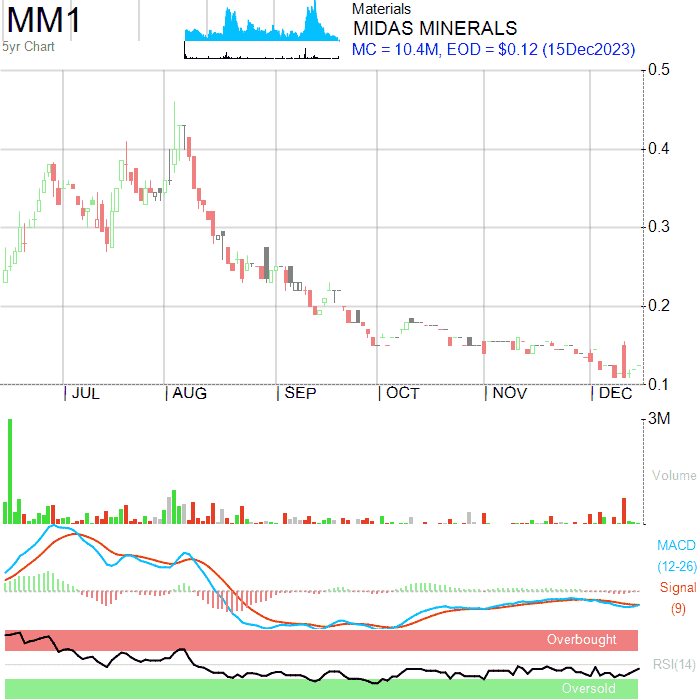 MM1
5yr Chart
Materials
MIDAS MINERALS
MC = 10.4M, EOD = $0.12 (15Dec2023)
0.5
0.4
0.3
0.2
0.1
JUL AUG SEP OCT NOV DEC
3M
Volume
MACD
(12-26)
Signal
(9)
Overbought
RSI(14)
Oversold